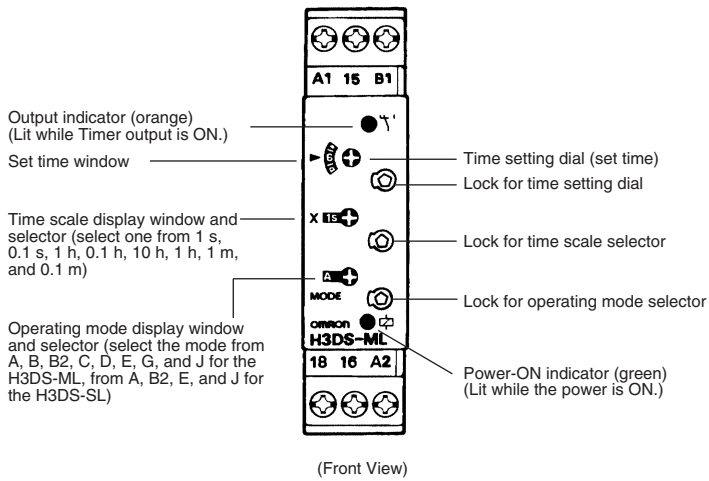 A1 15 B1
Output indicator (orange)
(Lit while Timer output is ON.)
Set time window
6
Time setting dial (set time)
Lock for time setting dial
Time scale display window and
selector (select one from 1 s,
0.1 s, 1 h, 0.1 h, 10 h, 1 h, 1 m,
and 0.1 m)
X 1s
Lock for time scale selector
A
MODE
Lock for operating mode selector
Operating mode display window
and selector (select the mode from
A, B, B2, C, D, E, G, and J for the
H3DS-ML, from A, B2, E, and J for
the H3DS-SL)
OMRON
H3DS-ML
18 16 A2
Power-ON indicator (green)
(Lit while the power is ON.)
(Front View)